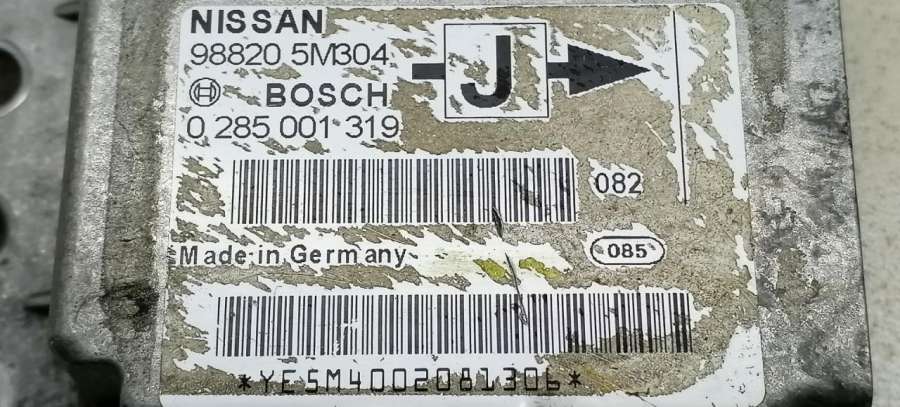 NISSAN
98820 5M304
J
BOSCH
0 285 001 319
082
Made in Germany
085
*YE5M4002081306*